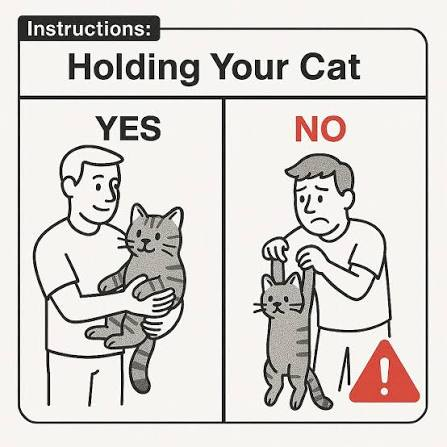 Instructions:
Holding Your Cat
YES
NO
!